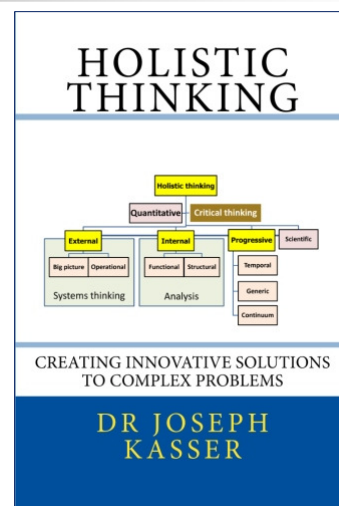 HOLISTIC
THINKING
Holistic thinking
Quantitative
Critical thinking
External
Internal
Progressive
Scientific
Big picture
Operational
Functional
Structural
Temporal
Systems thinking
Analysis
Generic
Continuum
CREATING INNOVATIVE SOLUTIONS
TO COMPLEX PROBLEMS
DR JOSEPH
KASSER